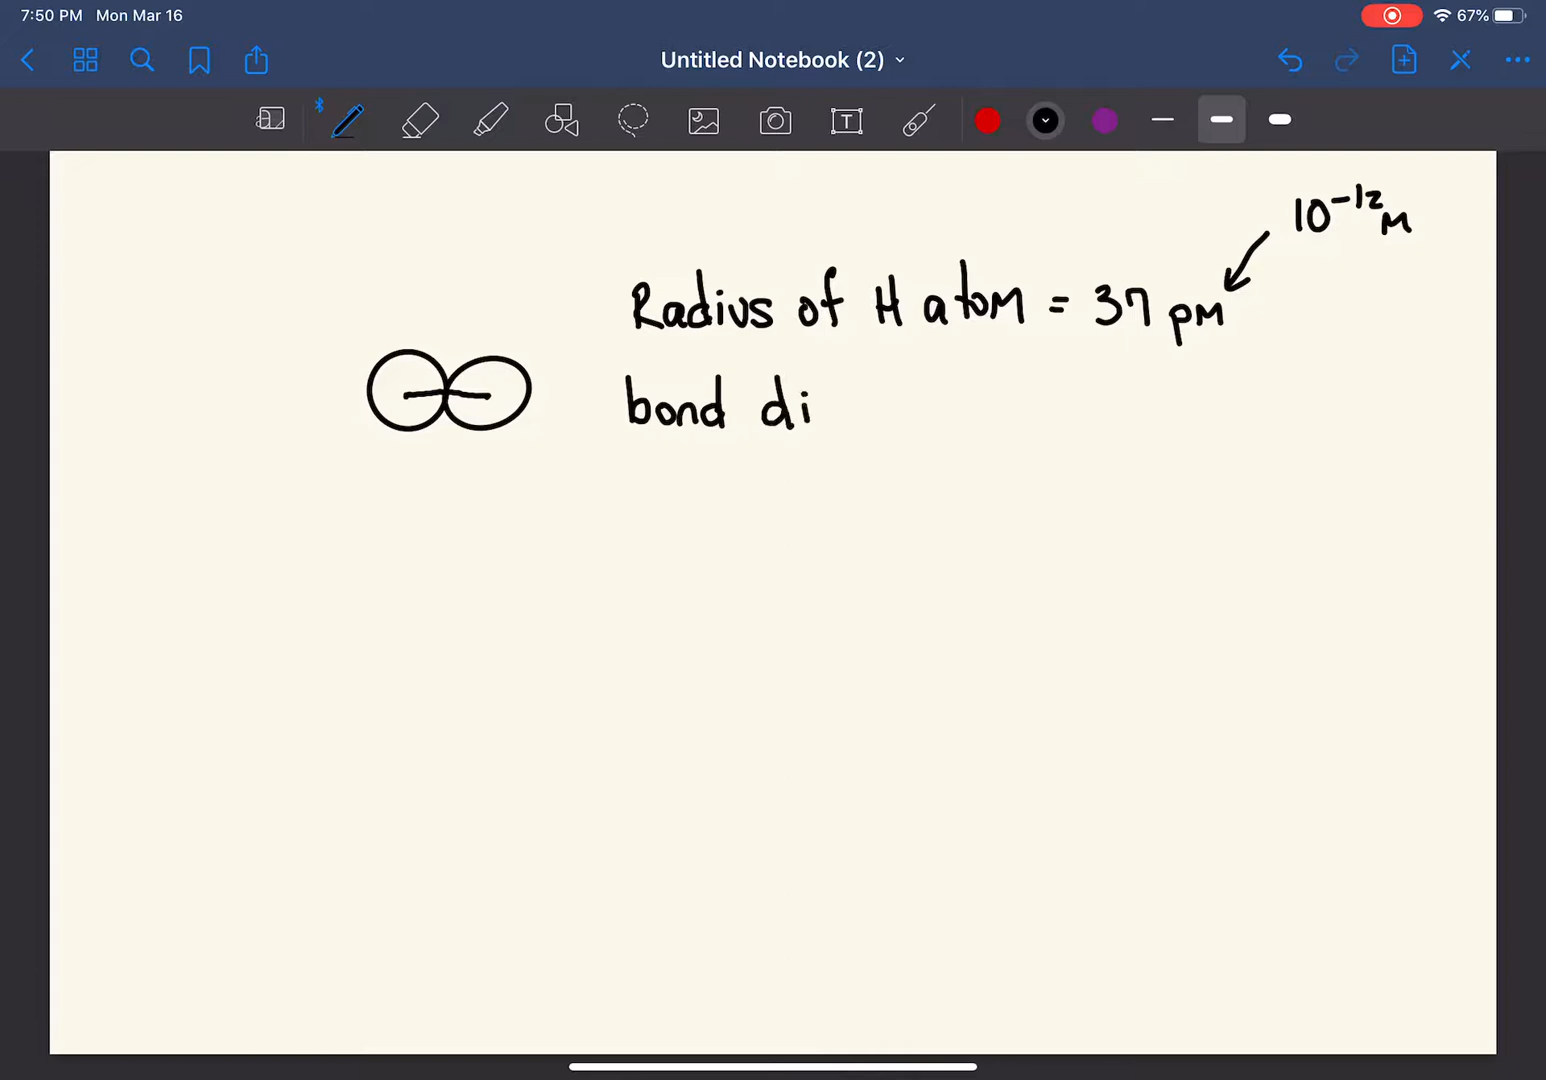 7:50 PM Mon Mar 16
67%
Untitled Notebook (2)
T
10⁻¹²M
Radius of H atom = 37 pm
bond di